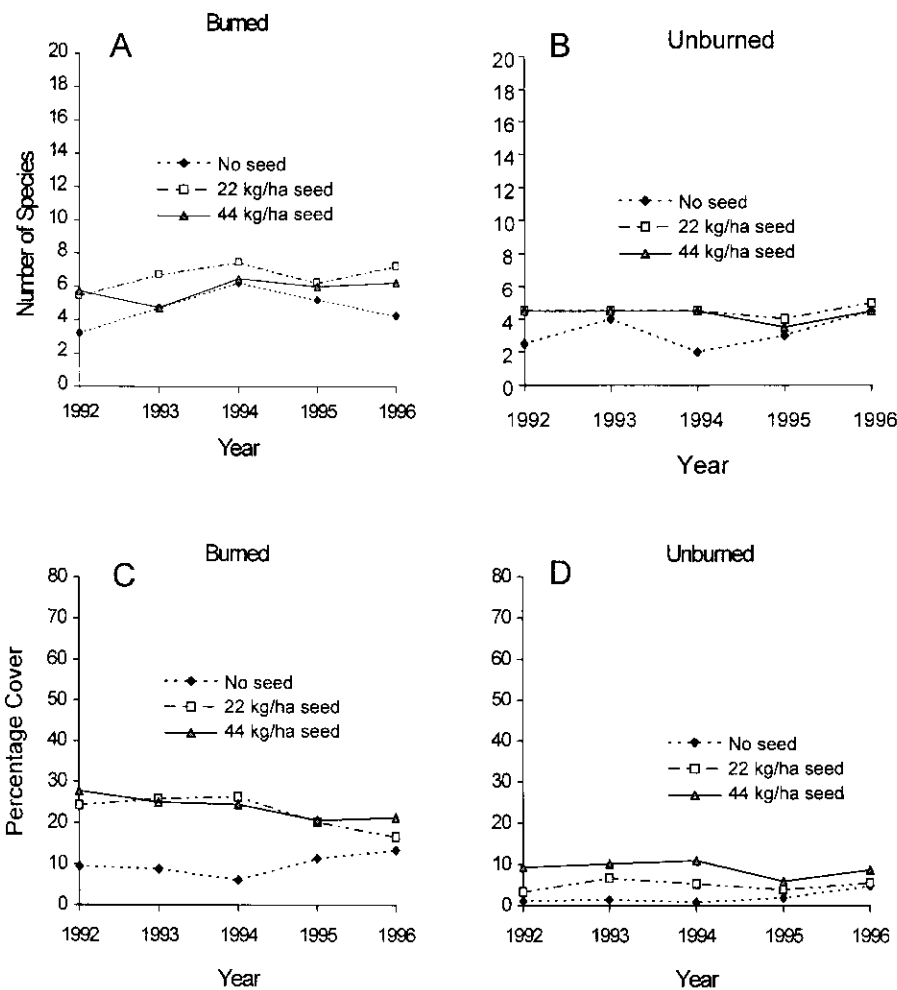 A
Burned
20
18
16
14
12
10
8
6
4
2
0
Number of Species
No seed
22 kg/ha seed
44 kg/ha seed
1992 1993 1994 1995 1996
Year
B
Unburned
20
18
16
14
12
10
8
6
4
2
0
No seed
22 kg/ha seed
44 kg/ha seed
1992 1993 1994 1995 1996
Year
C
Burned
80
70
60
50
40
30
20
10
0
Percentage Cover
No seed
22 kg/ha seed
44 kg/ha seed
1992 1993 1994 1995 1996
Year
D
Unburned
80
70
60
50
40
30
20
10
0
No seed
22 kg/ha seed
44 kg/ha seed
1992 1993 1994 1995 1996
Year